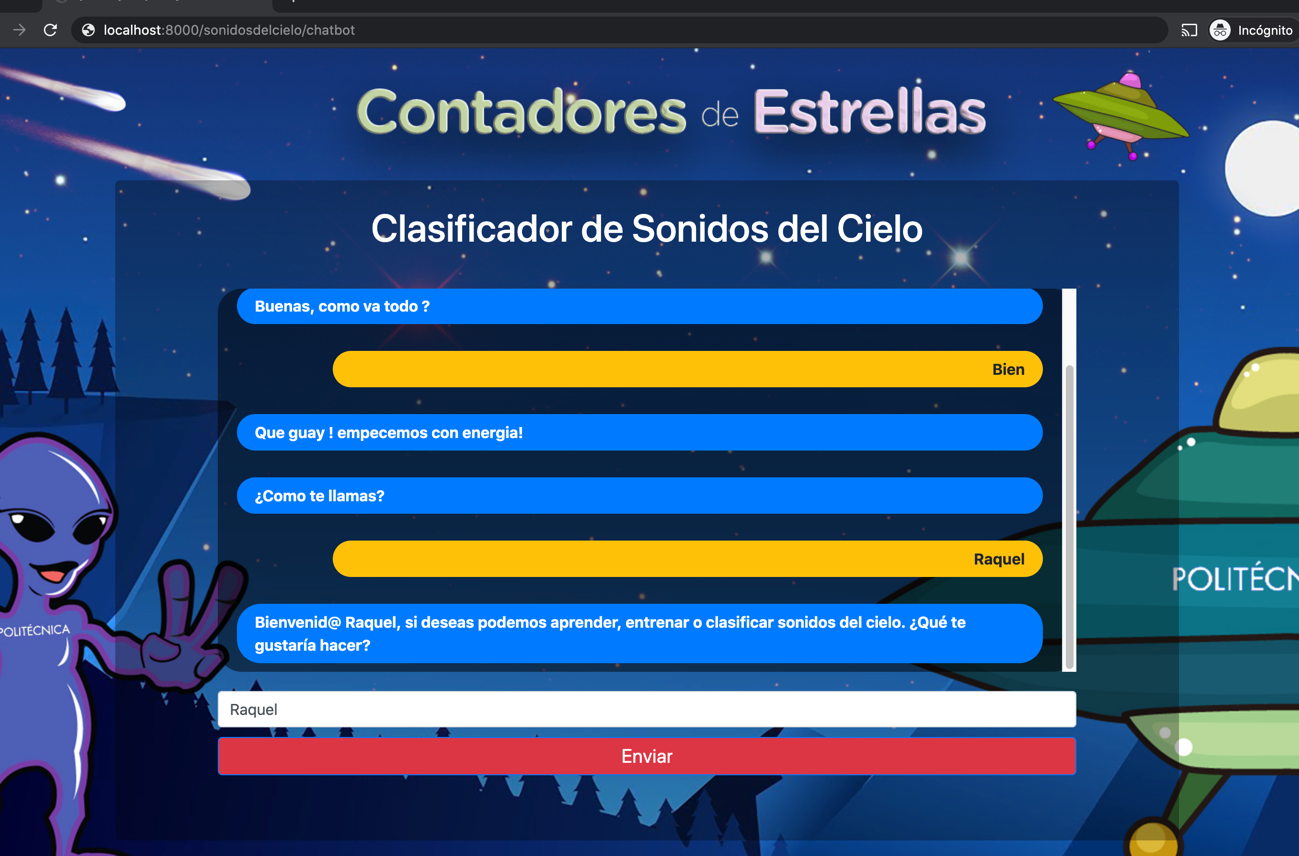 localhost:8000/sonidosdelcielo/chatbot
Incógnito
Contadores de Estrellas
Clasificador de Sonidos del Cielo
Buenas, como va todo ?
Bien
Que guay ! empecemos con energia!
¿Como te llamas?
Raquel
Bienvenid@ Raquel, si deseas podemos aprender, entrenar o clasificar sonidos del cielo. ¿Qué te
gustaría hacer?
Raquel
Enviar
POLITÉCNICA
POLITÉCN